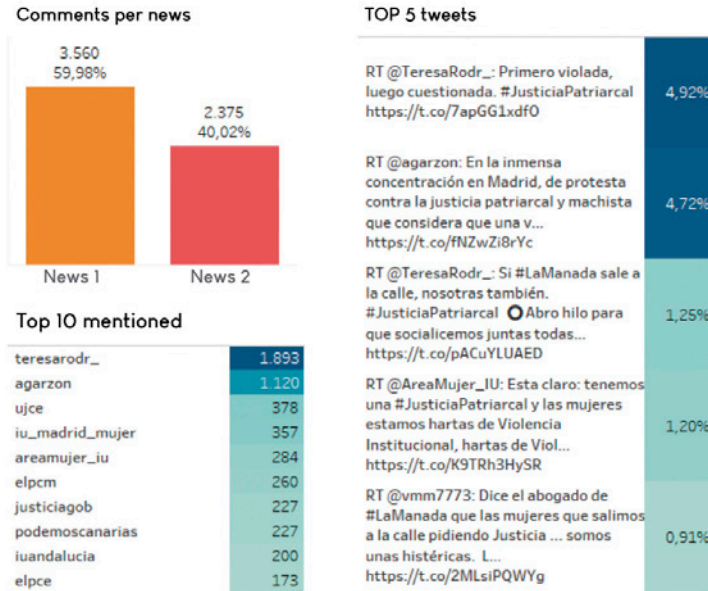 Comments per news
3.560
59,98%
2.375
40,02%
News 1
News 2
Top 10 mentioned
teresarodr_ 1.893
agarzon 1.120
ujce 378
iu_madrid_mujer 357
areamujer_iu 284
elpcm 260
justiciagob 227
podemoscanarias 227
iuandalucia 200
elpce 173
TOP 5 tweets
RT @TeresaRodr_: Primero violada,
luego cuestionada. #JusticiaPatriarcal
https://t.co/7apGG1xdfO
4,92%
RT @agarzon: En la inmensa
concentración en Madrid, de protesta
contra la justicia patriarcal y machista
que considera que una v...
https://t.co/fNZwZi8rYc
4,72%
RT @TeresaRodr_: Si #LaManada sale a
la calle, nosotras también.
#JusticiaPatriarcal ⭕Abro hilo para
que socialicemos juntas todas...
https://t.co/pACuYLUAED
1,25%
RT @AreaMujer_IU: Esta claro: tenemos
una #JusticiaPatriarcal y las mujeres
estamos hartas de Violencia
Institucional, hartas de Viol...
https://t.co/K9TRh3HySR
1,20%
RT @vmm7773: Dice el abogado de
#LaManada que las mujeres que salimos
a la calle pidiendo Justicia ... somos
unas histéricas. L...
https://t.co/2MLsiPQWYg
0,91%